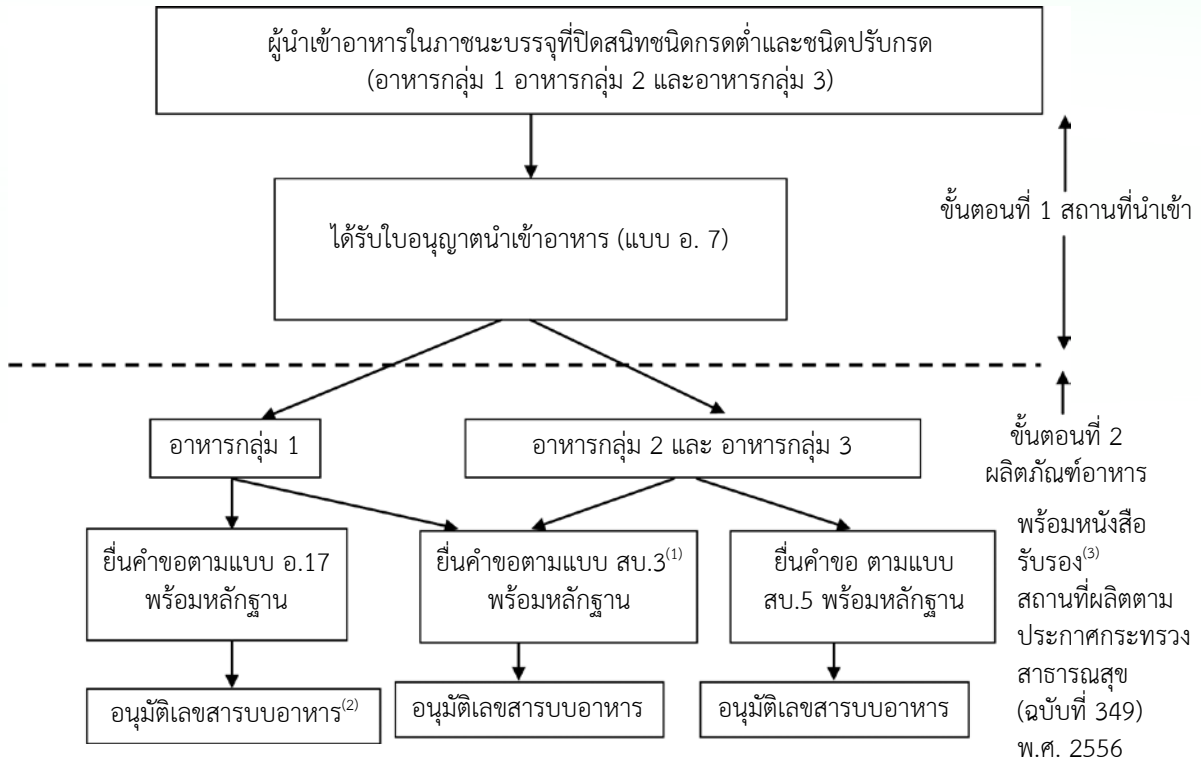 ผู้นำเข้าอาหารในภาชนะบรรจุที่ปิดสนิทชนิดกรดต่ำและชนิดปรับกรด
(อาหารกลุ่ม 1 อาหารกลุ่ม 2 และอาหารกลุ่ม 3)
ขั้นตอนที่ 1 สถานที่นำเข้า
ได้รับใบอนุญาตนำเข้าอาหาร (แบบ อ. 7)
อาหารกลุ่ม 1
อาหารกลุ่ม 2 และ อาหารกลุ่ม 3
ขั้นตอนที่ 2
ผลิตภัณฑ์อาหาร
พร้อมหนังสือ
รับรอง(3)
สถานที่ผลิตตาม
ประกาศกระทรวง
สาธารณสุข
(ฉบับที่ 349)
พ.ศ. 2556
ยื่นคำขอตามแบบ อ.17
พร้อมหลักฐาน
ยื่นคำขอตามแบบ สบ.3(1)
พร้อมหลักฐาน
ยื่นคำขอ ตามแบบ
สบ.5 พร้อมหลักฐาน
อนุมัติเลขสารบบอาหาร(2)
อนุมัติเลขสารบบอาหาร
อนุมัติเลขสารบบอาหาร